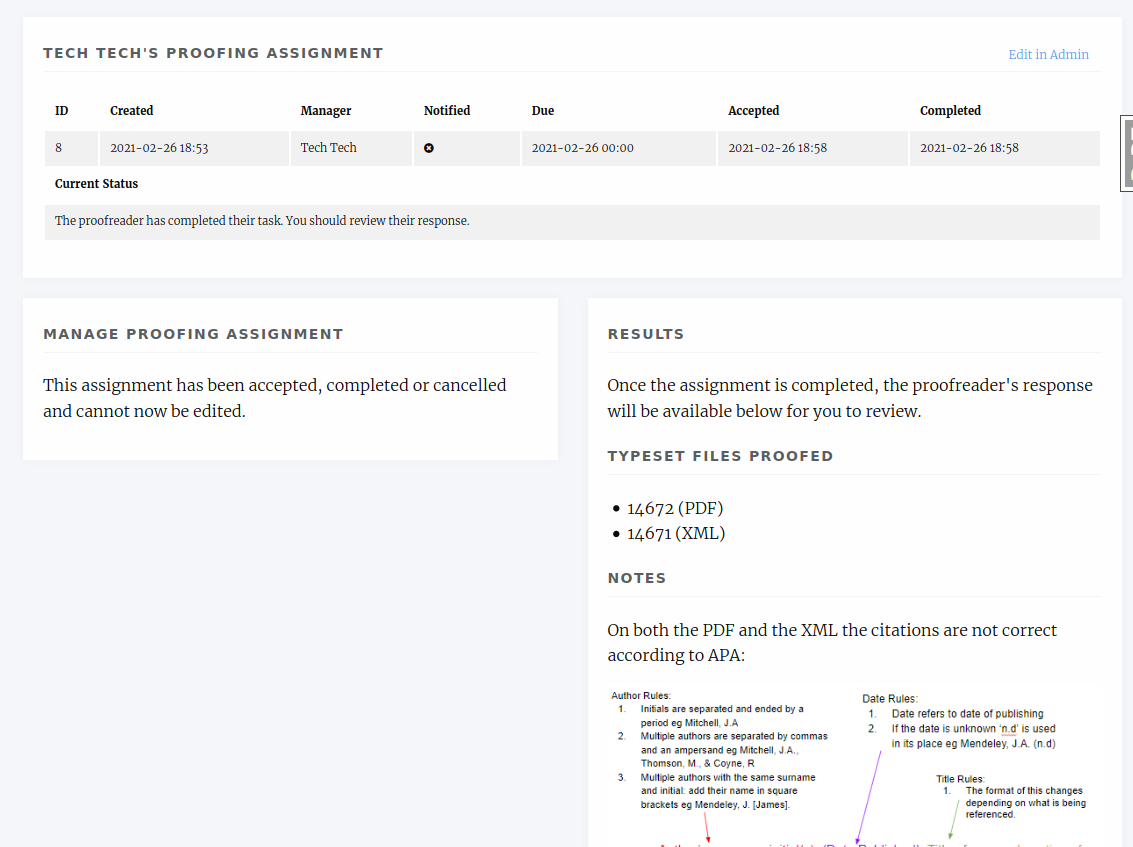 TECH TECH'S PROOFING ASSIGNMENT
Edit in Admin
ID Created Manager Notified Due Accepted Completed
8 2021-02-26 18:53 Tech Tech 2021-02-26 00:00 2021-02-26 18:58 2021-02-26 18:58
Current Status
The proofreader has completed their task. You should review their response.
MANAGE PROOFING ASSIGNMENT
This assignment has been accepted, completed or cancelled
and cannot now be edited.
RESULTS
Once the assignment is completed, the proofreader's response
will be available below for you to review.
TYPESET FILES PROOFED
• 14672 (PDF)
• 14671 (XML)
NOTES
On both the PDF and the XML the citations are not correct
according to APA:
Author Rules:
1. Initials are separated and ended by a
period eg Mitchell, J.A
2. Multiple authors are separated by commas
and an ampersand eg Mitchell, J.A.,
Thomson, M., & Coyne, R
3. Multiple authors with the same surname
and initial: add their name in square
brackets eg Mendeley, J. [James].
Date Rules:
1. Date refers to date of publishing
2. If the date is unknown 'n.d' is used
in its place eg Mendeley, J.A. (n.d)
Title Rules:
1. The format of this changes
depending on what is being
referenced.